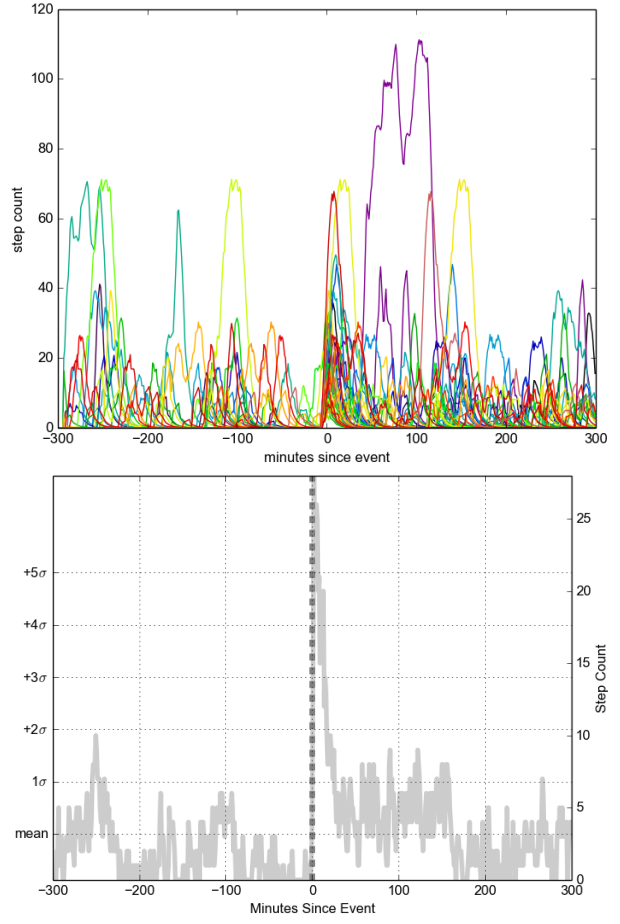 120
100
80
60
40
20
0
step count
−300 −200 −100 0 100 200 300
minutes since event
+5σ
+4σ
+3σ
+2σ
1σ
mean
25
20
15
10
5
0
Step Count
−300 −200 −100 0 100 200 300
Minutes Since Event